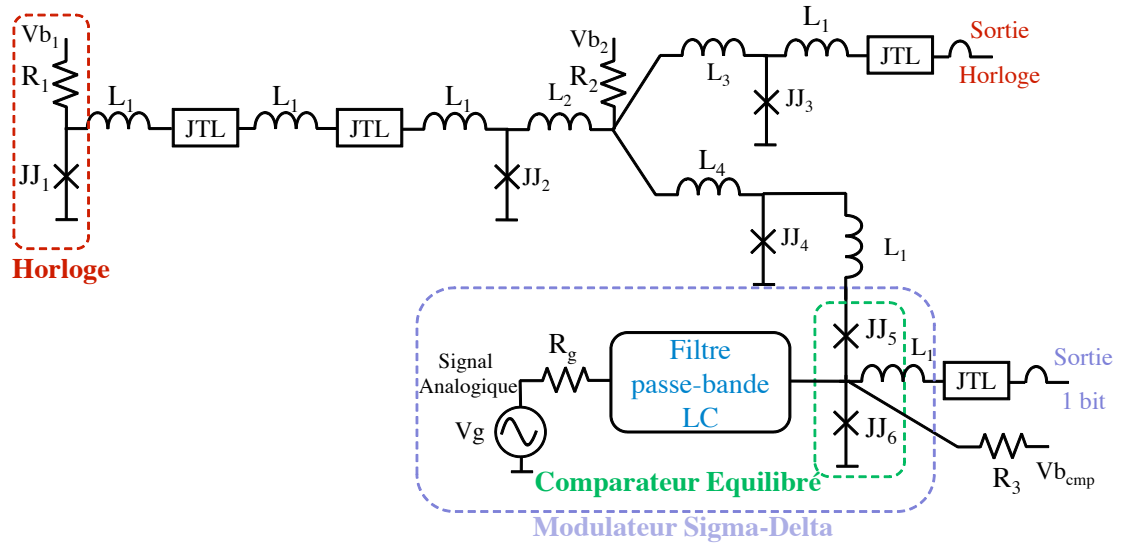 Vb₁
R₁
JJ₁
Horloge
L₁
JTL
L₁
JTL
L₁
JJ₂
L₂
Vb₂
R₂
L₃
JJ₃
L₁
JTL
Sortie
Horloge
L₄
JJ₄
L₁
JJ₅
JJ₆
Signal
Analogique
Vg
R_g
Filtre
passe-bande
LC
L₁
JTL
Sortie
1 bit
R₃
Vb_cmp
Comparateur Equilibré
Modulateur Sigma-Delta